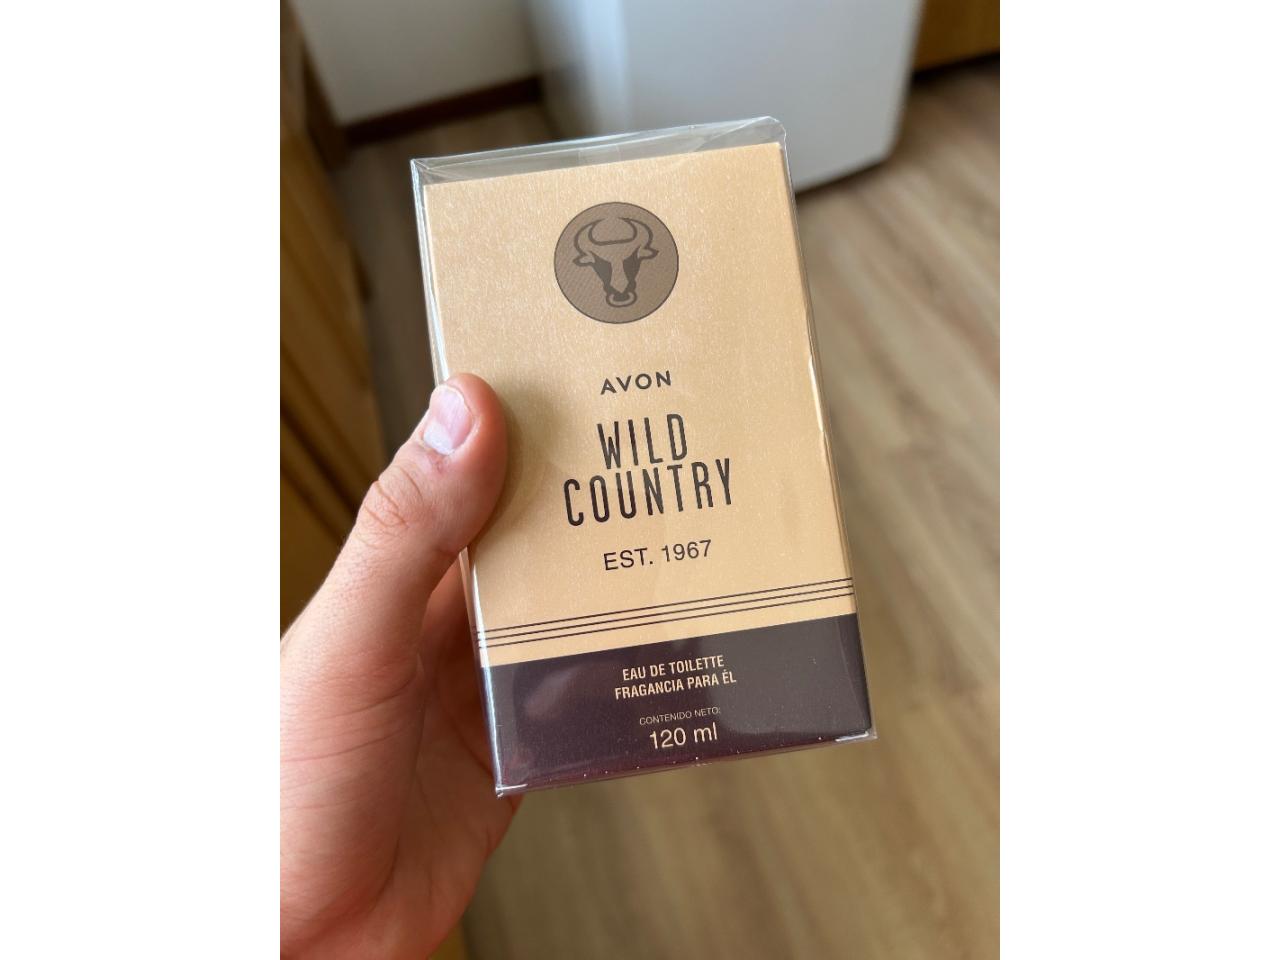 AVON
WILD
COUNTRY
EST. 1967
EAU DE TOILETTE
FRAGANCIA PARA ÉL
CONTENIDO NETO:
120 ml